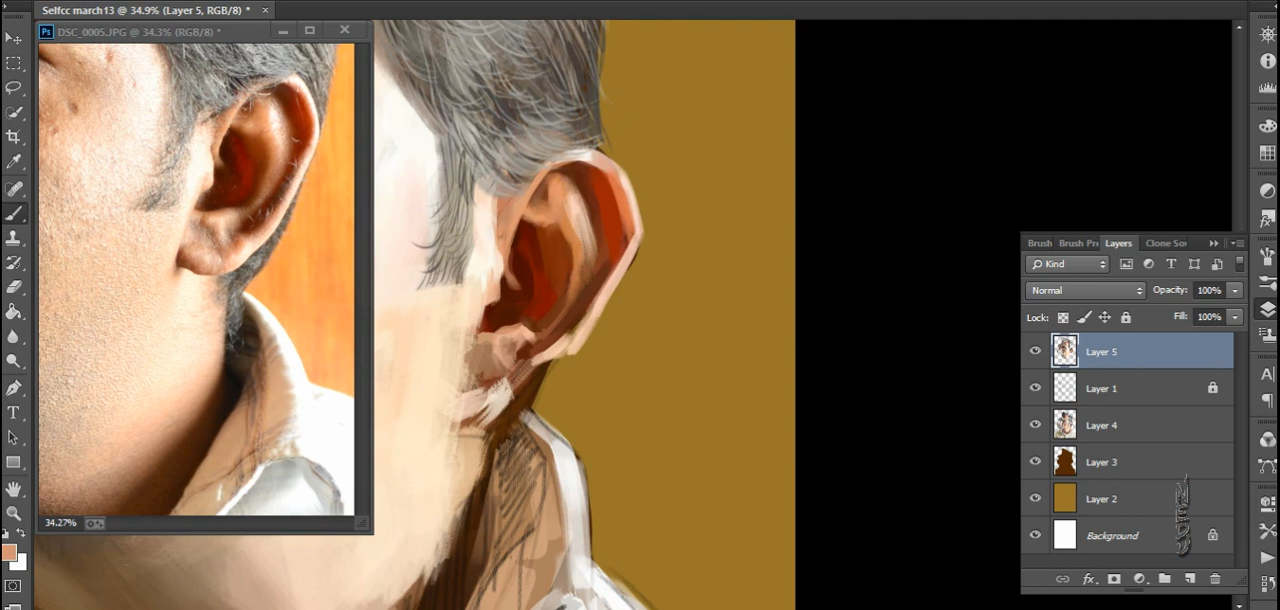 Selfcc march13 @ 34.9% (Layer 5, RGB/8) * ×
Ps DSC_0005.JPG @ 34.3% (RGB/8) *
34.27%
Brush Brush Pre Layers Clone Sou
Kind
Normal Opacity: 100%
Lock: Fill: 100%
Layer 5
Layer 1
Layer 4
Layer 3
Layer 2
Background